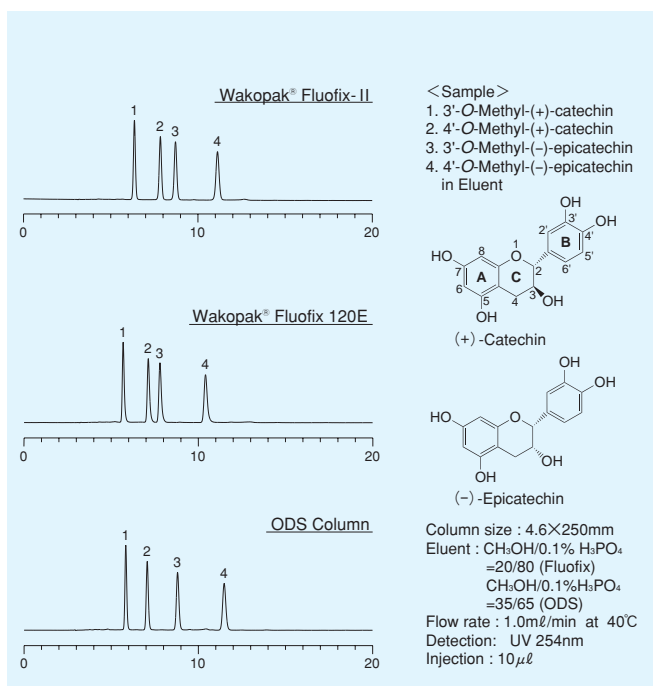 Wakopak® Fluofix-II
1
2
3
4
0
10
20
Wakopak® Fluofix 120E
1
2
3
4
0
10
20
ODS Column
1
2
3
4
0
10
20
＜Sample＞
1. 3'-O-Methyl-(+)-catechin
2. 4'-O-Methyl-(+)-catechin
3. 3'-O-Methyl-(−)-epicatechin
4. 4'-O-Methyl-(−)-epicatechin
in Eluent
OH
3'
OH
2'
4'
B
1
O
8
HO
7
A
C
2
6'
5'
6
5
4
3
OH
OH
(+)-Catechin
OH
OH
HO
O
OH
OH
(−)-Epicatechin
Column size : 4.6×250mm
Eluent : CH₃OH/0.1% H₃PO₄
=20/80 (Fluofix)
CH₃OH/0.1%H₃PO₄
=35/65 (ODS)
Flow rate : 1.0mℓ/min at 40℃
Detection: UV 254nm
Injection : 10μℓ